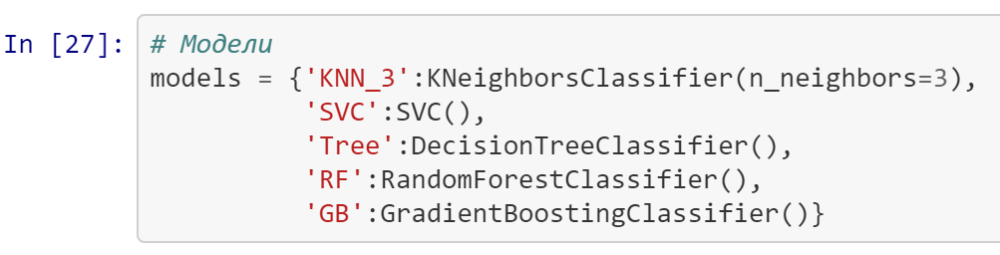 In [27]: # Модели
models = {'KNN_3':KNeighborsClassifier(n_neighbors=3),
'SVC':SVC(),
'Tree':DecisionTreeClassifier(),
'RF':RandomForestClassifier(),
'GB':GradientBoostingClassifier()}